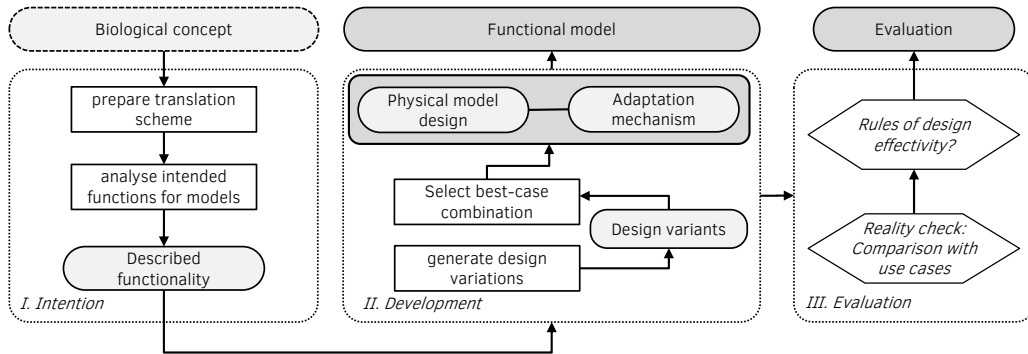 Biological concept
prepare translation
scheme
analyse intended
functions for models
Described
functionality
I. Intention
Functional model
Physical model
design
Adaptation
mechanism
Select best-case
combination
Design variants
generate design
variations
II. Development
Evaluation
Rules of design
effectivity?
Reality check:
Comparison with
use cases
III. Evaluation